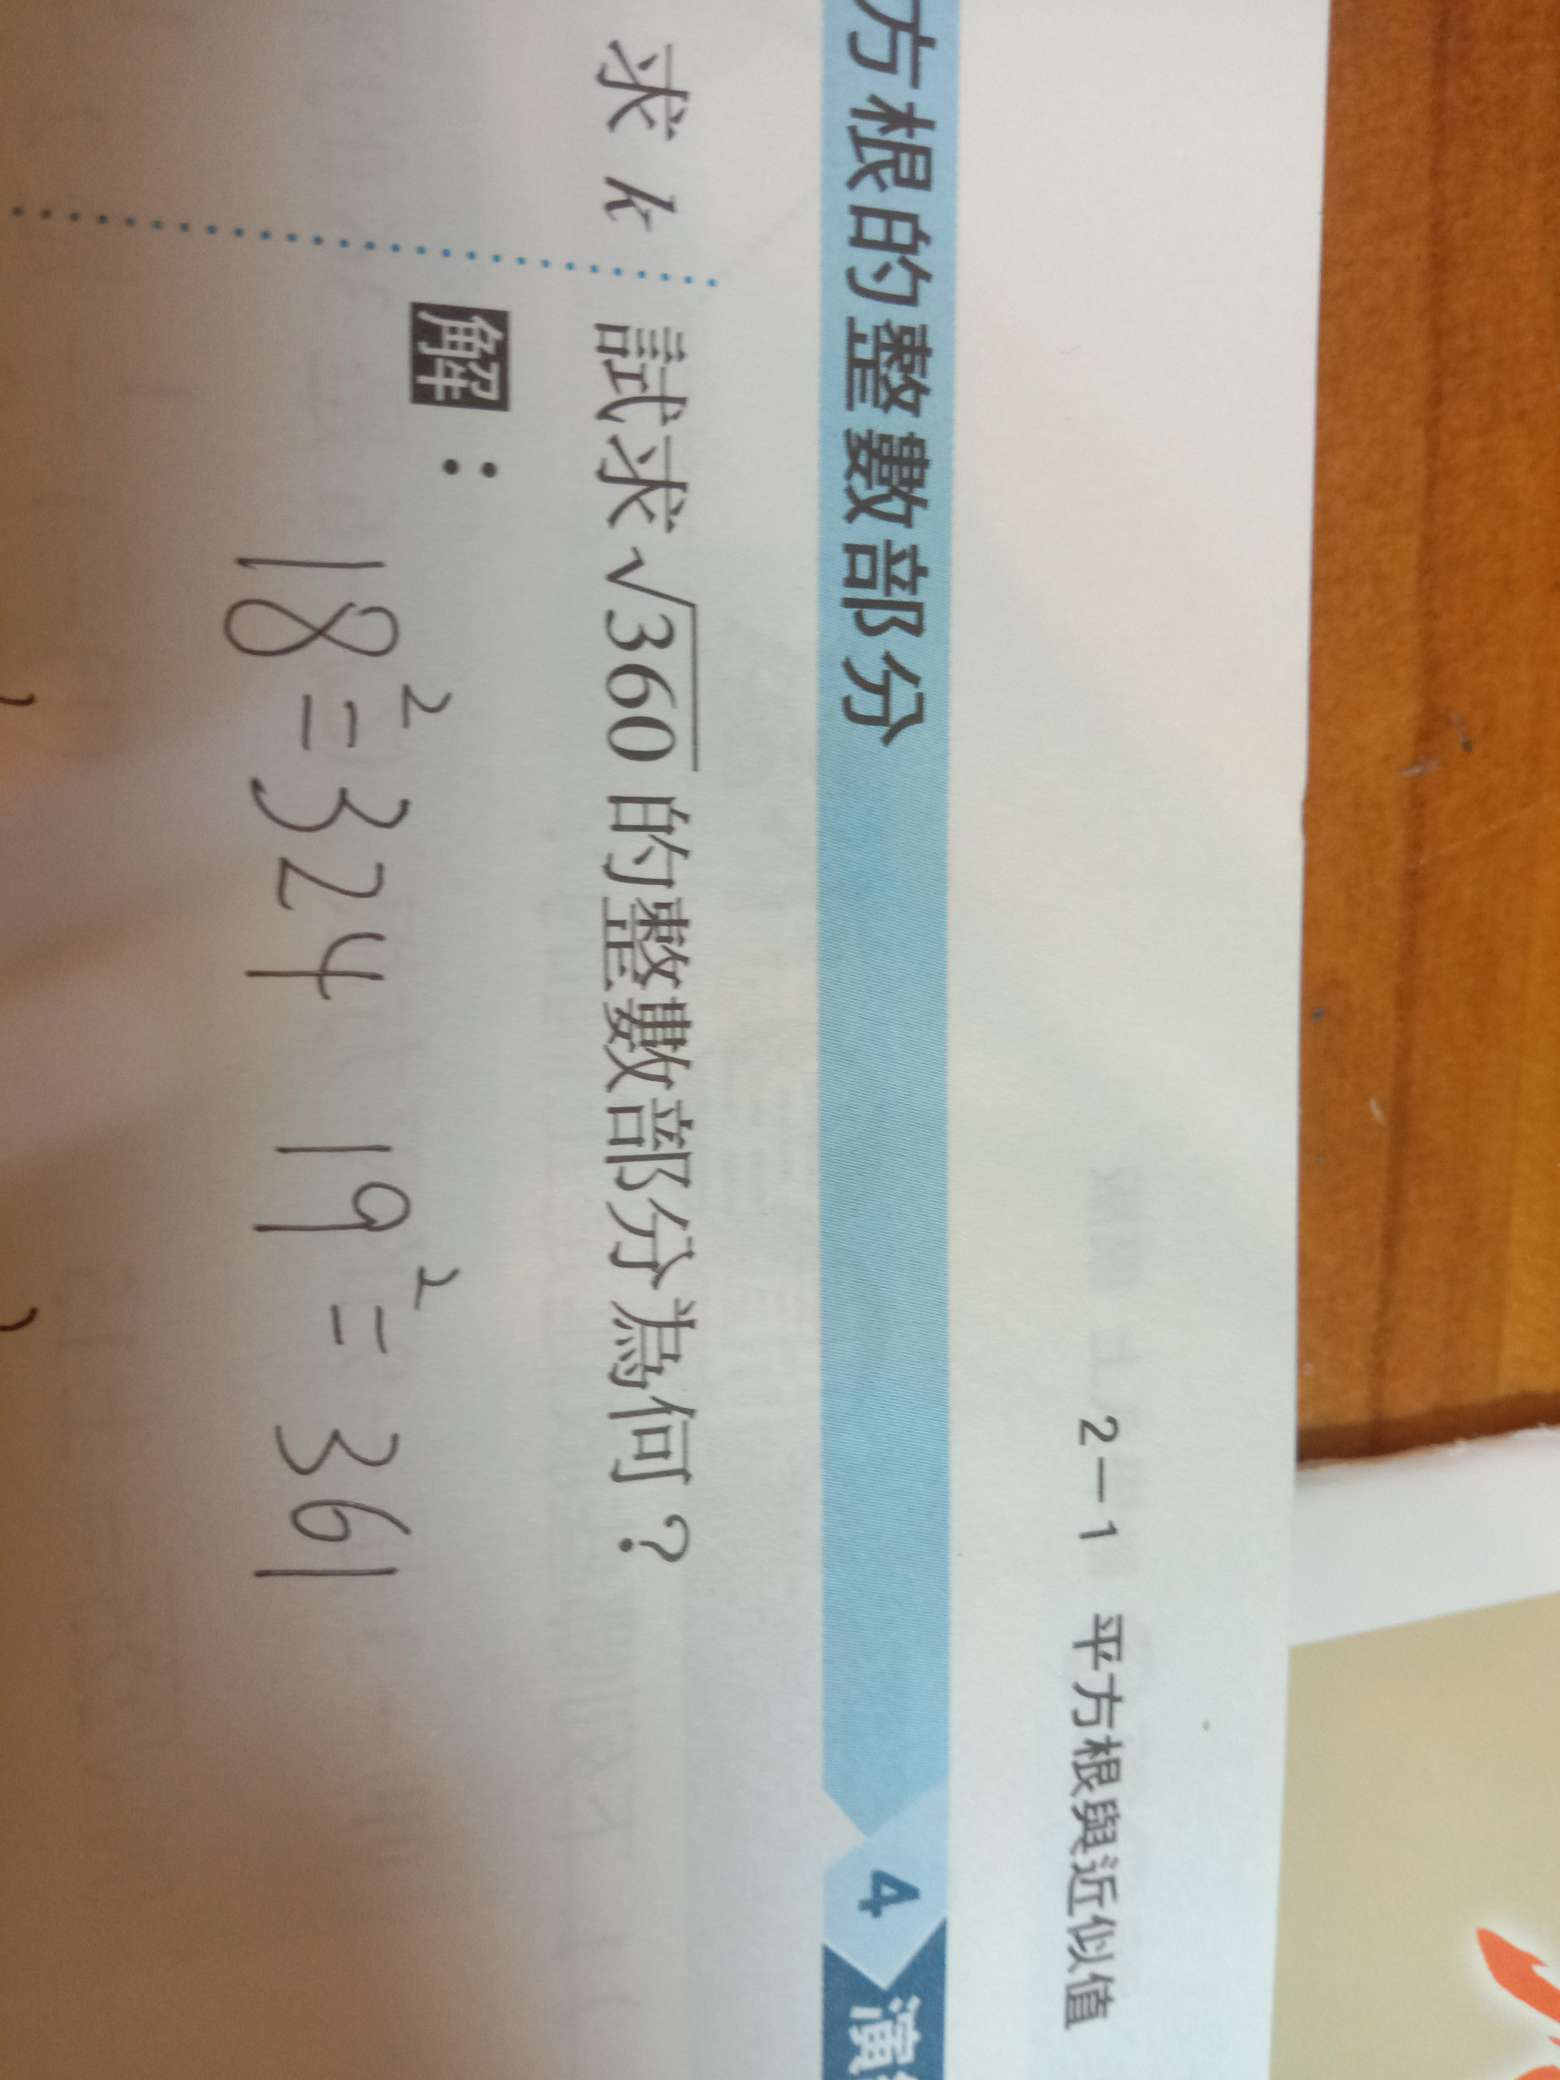 2－1 平方根與近似值
方根的整數部分 4
求 k
試求√360 的整數部分為何？
解：
18²=324 19²=361